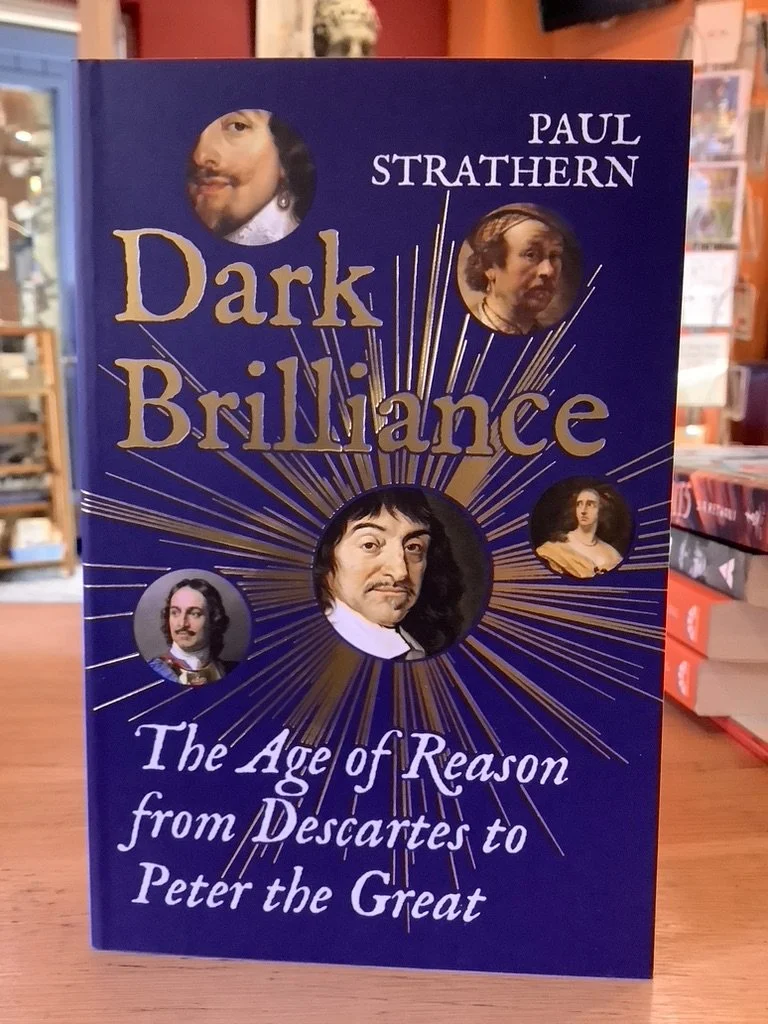 PAUL
STRATHERN
Dark
Brilliance
The Age of Reason
from Descartes to
Peter the Great